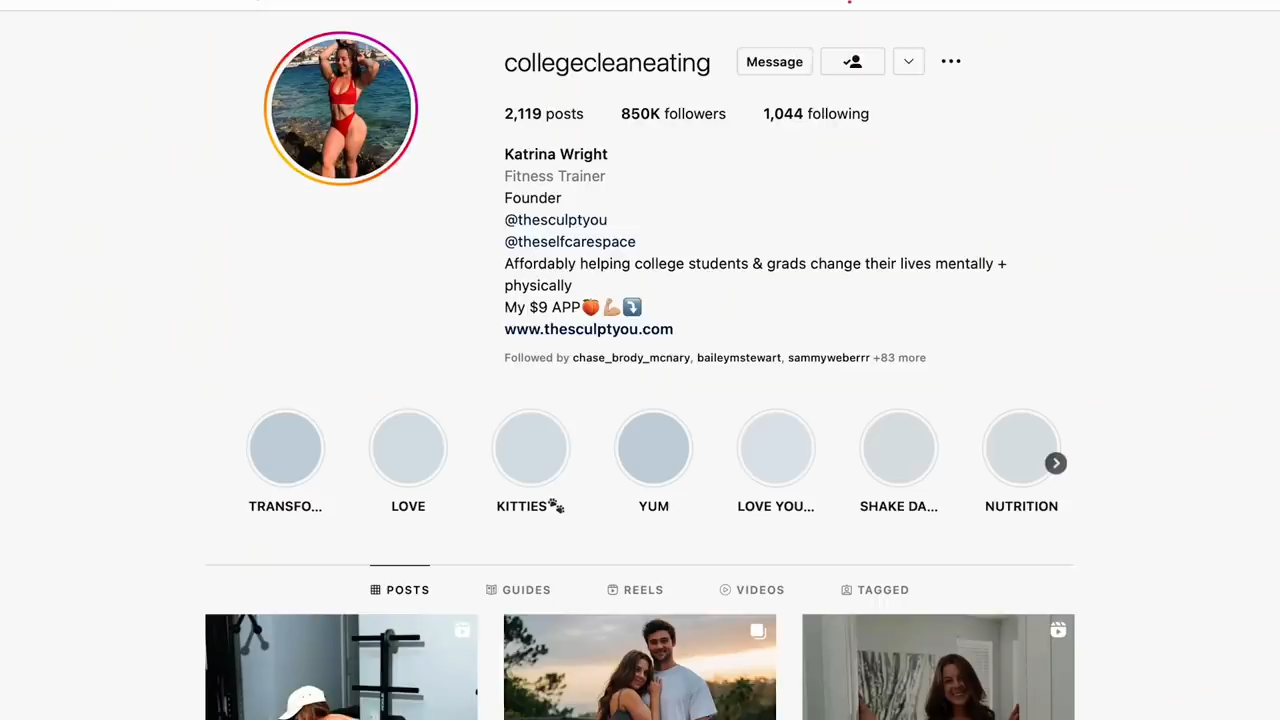 collegecleaneating Message
2,119 posts 850K followers 1,044 following
Katrina Wright
Fitness Trainer
Founder
@thesculptyou
@theselfcarespace
Affordably helping college students & grads change their lives mentally +
physically
My $9 APP🍑💪🏼⤵️
www.thesculptyou.com
Followed by chase_brody_mcnary, baileymstewart, sammyweberrr +83 more
TRANSFO... LOVE KITTIES🐾 YUM LOVE YOU... SHAKE DA... NUTRITION
POSTS GUIDES REELS VIDEOS TAGGED